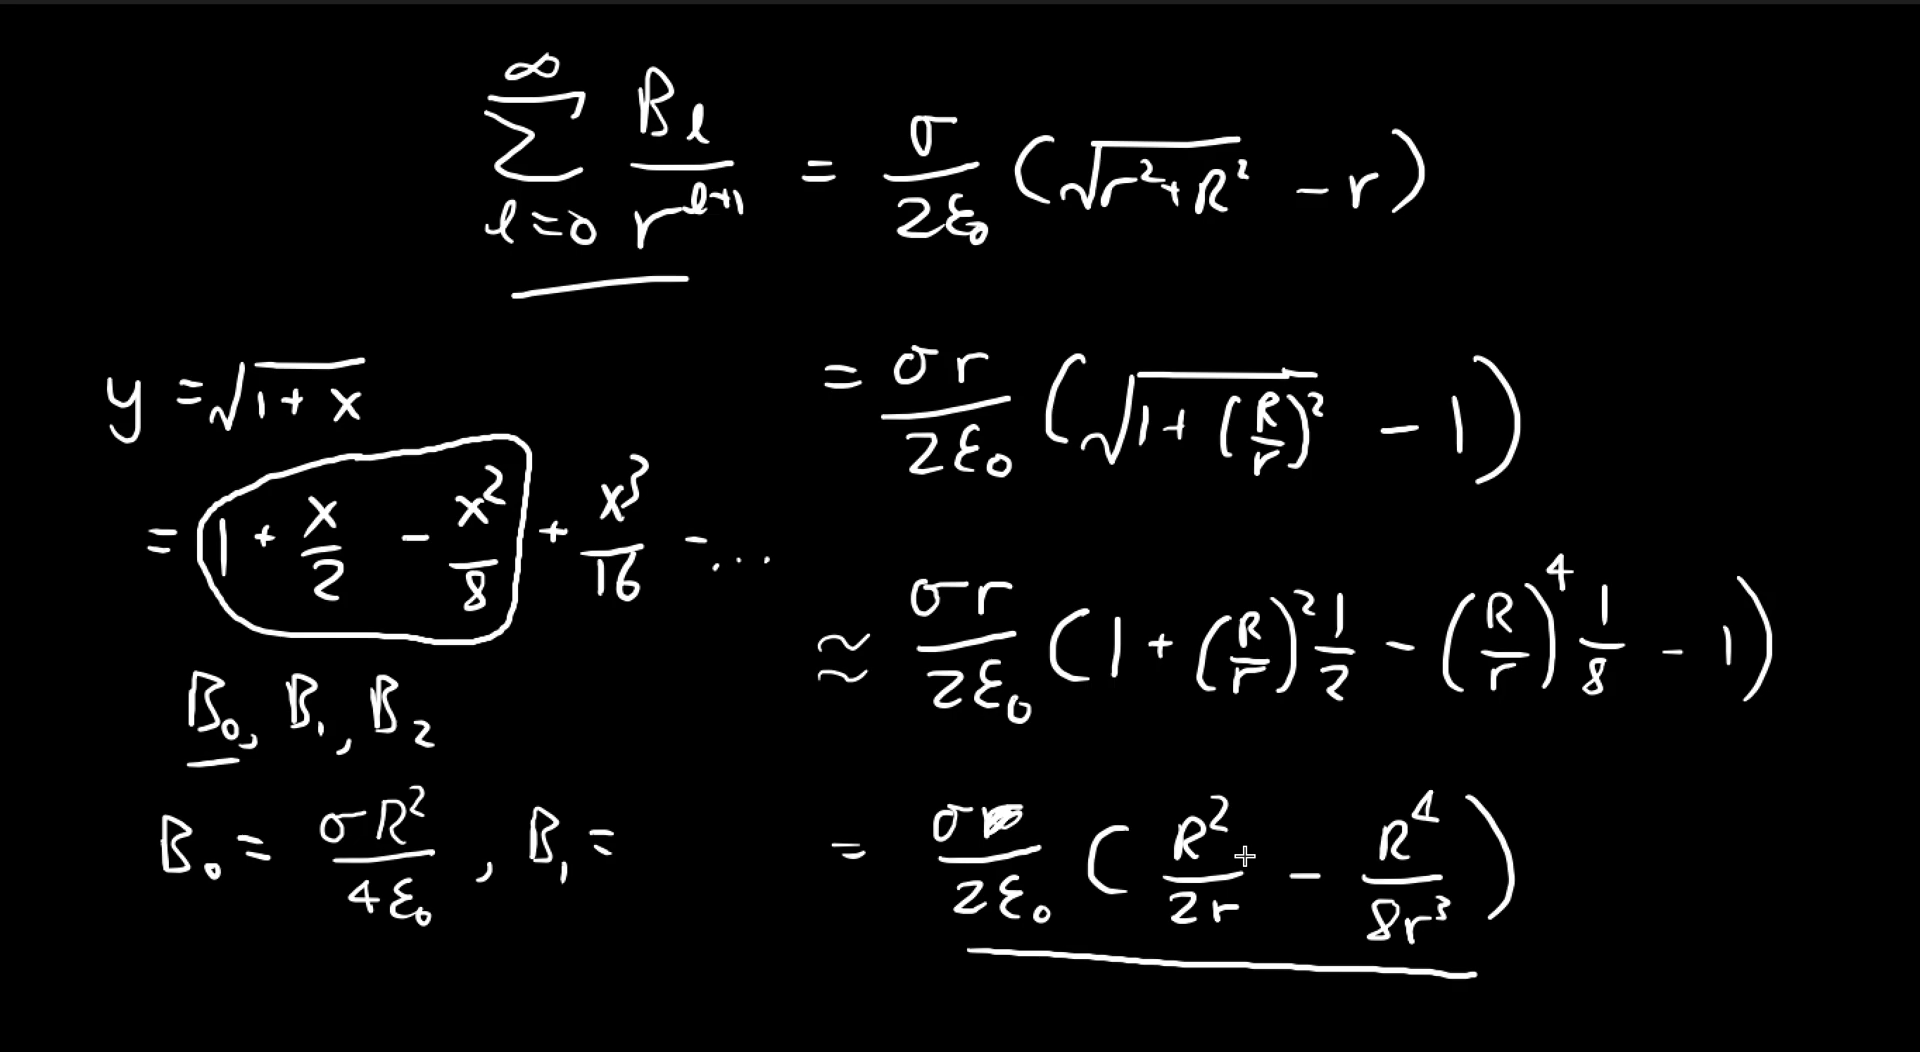 ∞
∑ B_l / r^{l+1} = σ/2ε₀ (√(r² + R²) − r)
l=0
y = √(1 + x)
= 1 + x/2 − x²/8 + x³/16 − ...
B₀, B₁, B₂
B₀ = σR²/4ε₀ , B₁ =
= σr/2ε₀ (√(1 + (R/r)²) − 1)
≈ σr/2ε₀ (1 + (R/r)² 1/2 − (R/r)⁴ 1/8 − 1)
= σ/2ε₀ (R²/2r − R⁴/8r³)